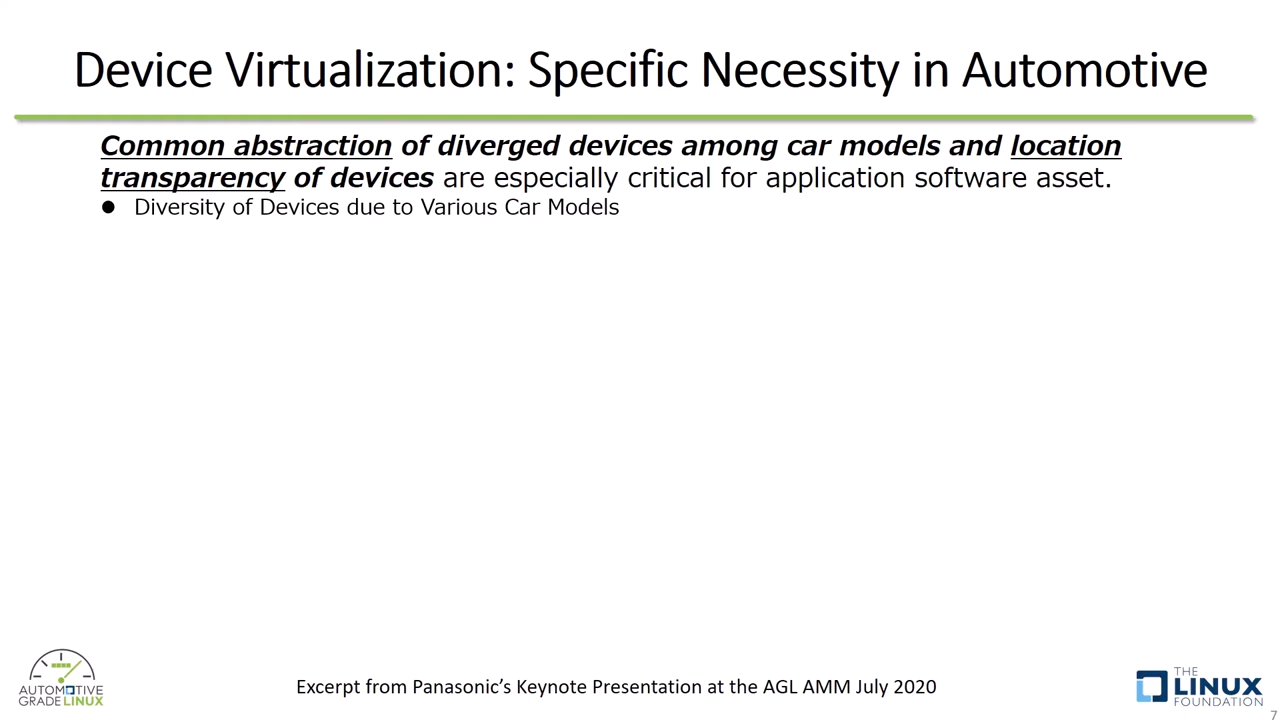 Device Virtualization: Specific Necessity in Automotive
Common abstraction of diverged devices among car models and location
transparency of devices are especially critical for application software asset.
● Diversity of Devices due to Various Car Models
AUTOMOTIVE
GRADE LINUX
Excerpt from Panasonic’s Keynote Presentation at the AGL AMM July 2020
THE
LINUX
FOUNDATION
7